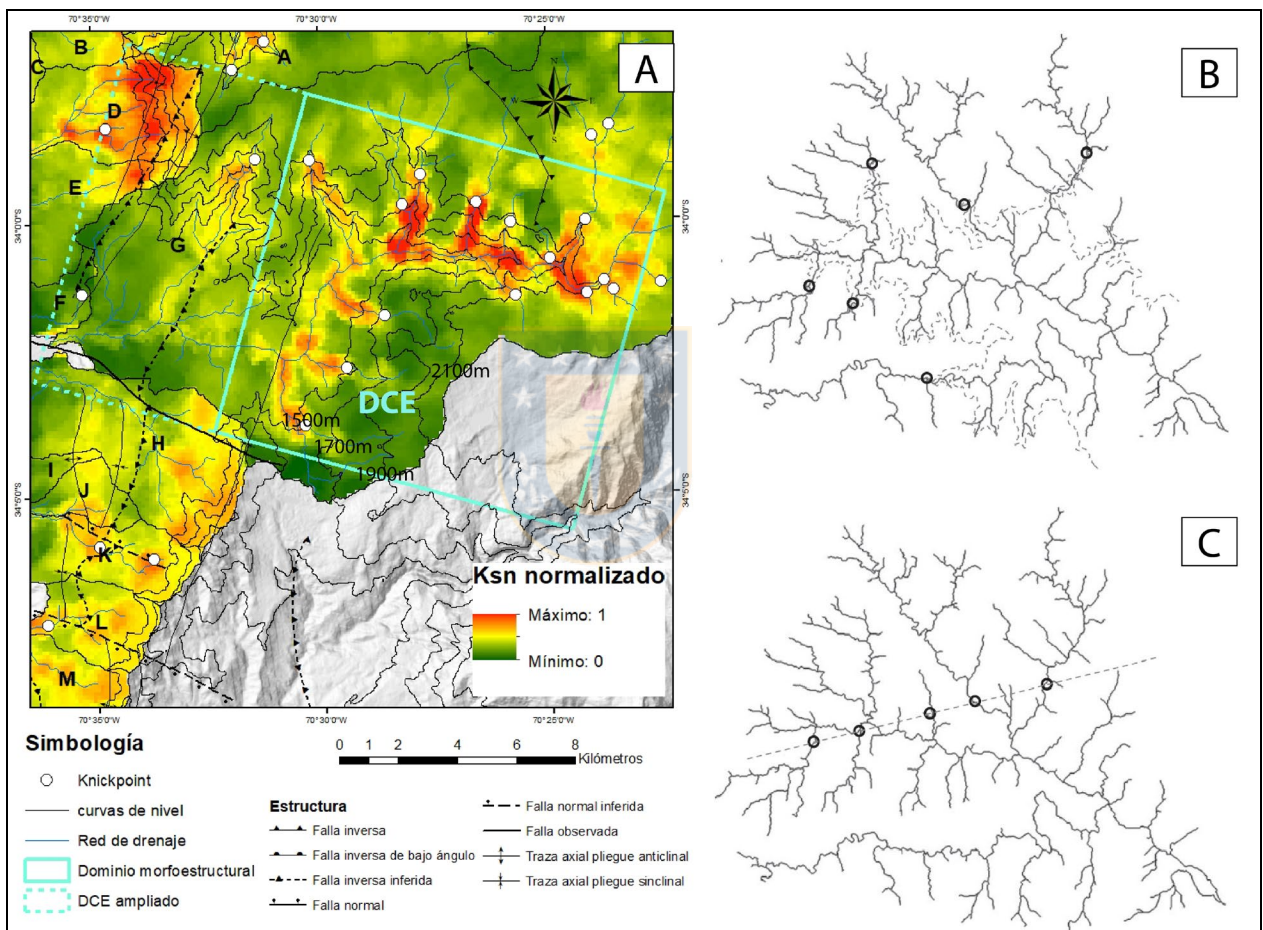 70°35'0"W 70°30'0"W 70°25'0"W
A
B
C
A
D
E
G
F
34°0'0"S
34°0'0"S
N
S
W
2100m
DCE
1500m
1700m
1900m
H
I
J
K
L
M
34°5'0"S
34°5'0"S
Ksn normalizado
Máximo: 1
Mínimo: 0
70°35'0"W 70°30'0"W 70°25'0"W
Simbología
Knickpoint
curvas de nivel
Red de drenaje
Dominio morfoestructural
DCE ampliado
0 1 2 4 6 8
Kilómetros
Estructura
Falla inversa
Falla inversa de bajo ángulo
Falla inversa inferida
Falla normal
Falla normal inferida
Falla observada
Traza axial pliegue anticlinal
Traza axial pliegue sinclinal
B
C